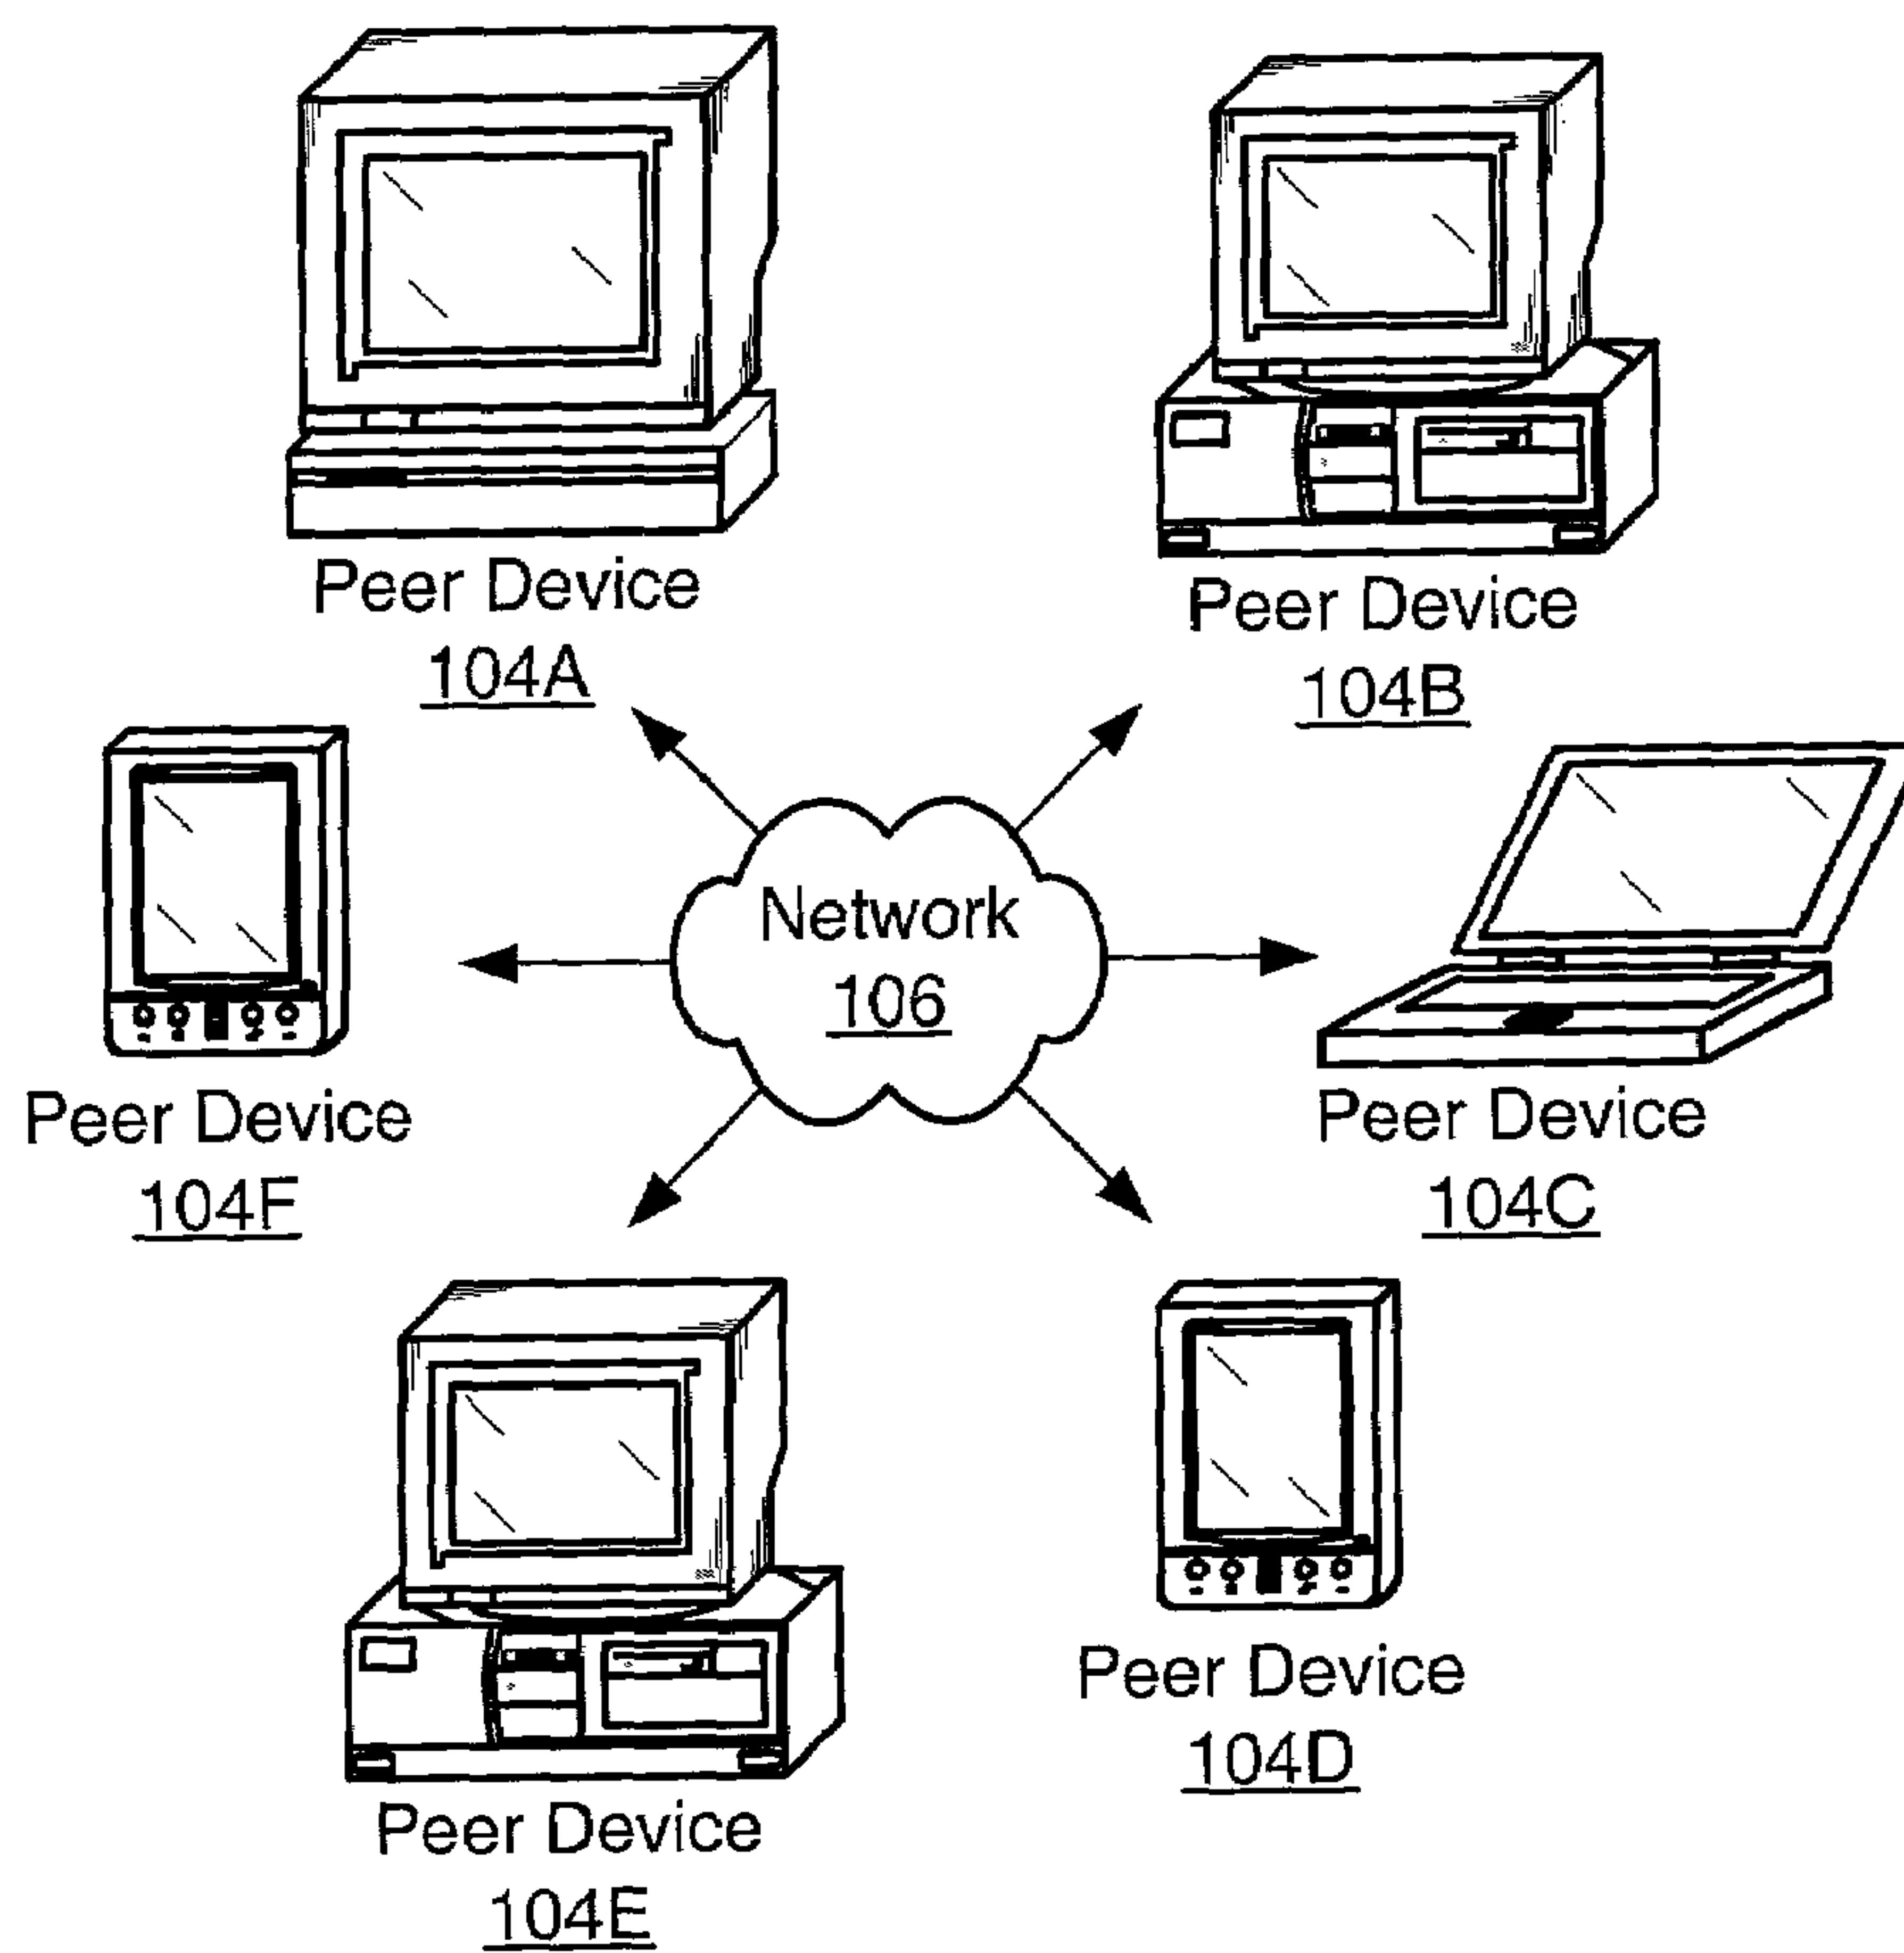 Peer Device
104A
Peer Device
104B
Network
106
Peer Device
104F
Peer Device
104C
Peer Device
104D
Peer Device
104E